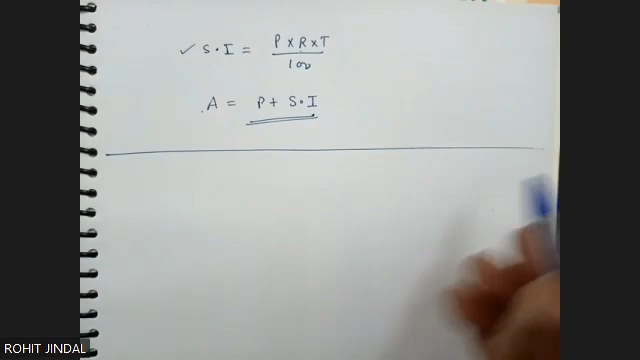 ✓ S·I = P × R × T / 100
A = P + S·I
ROHIT JINDAL